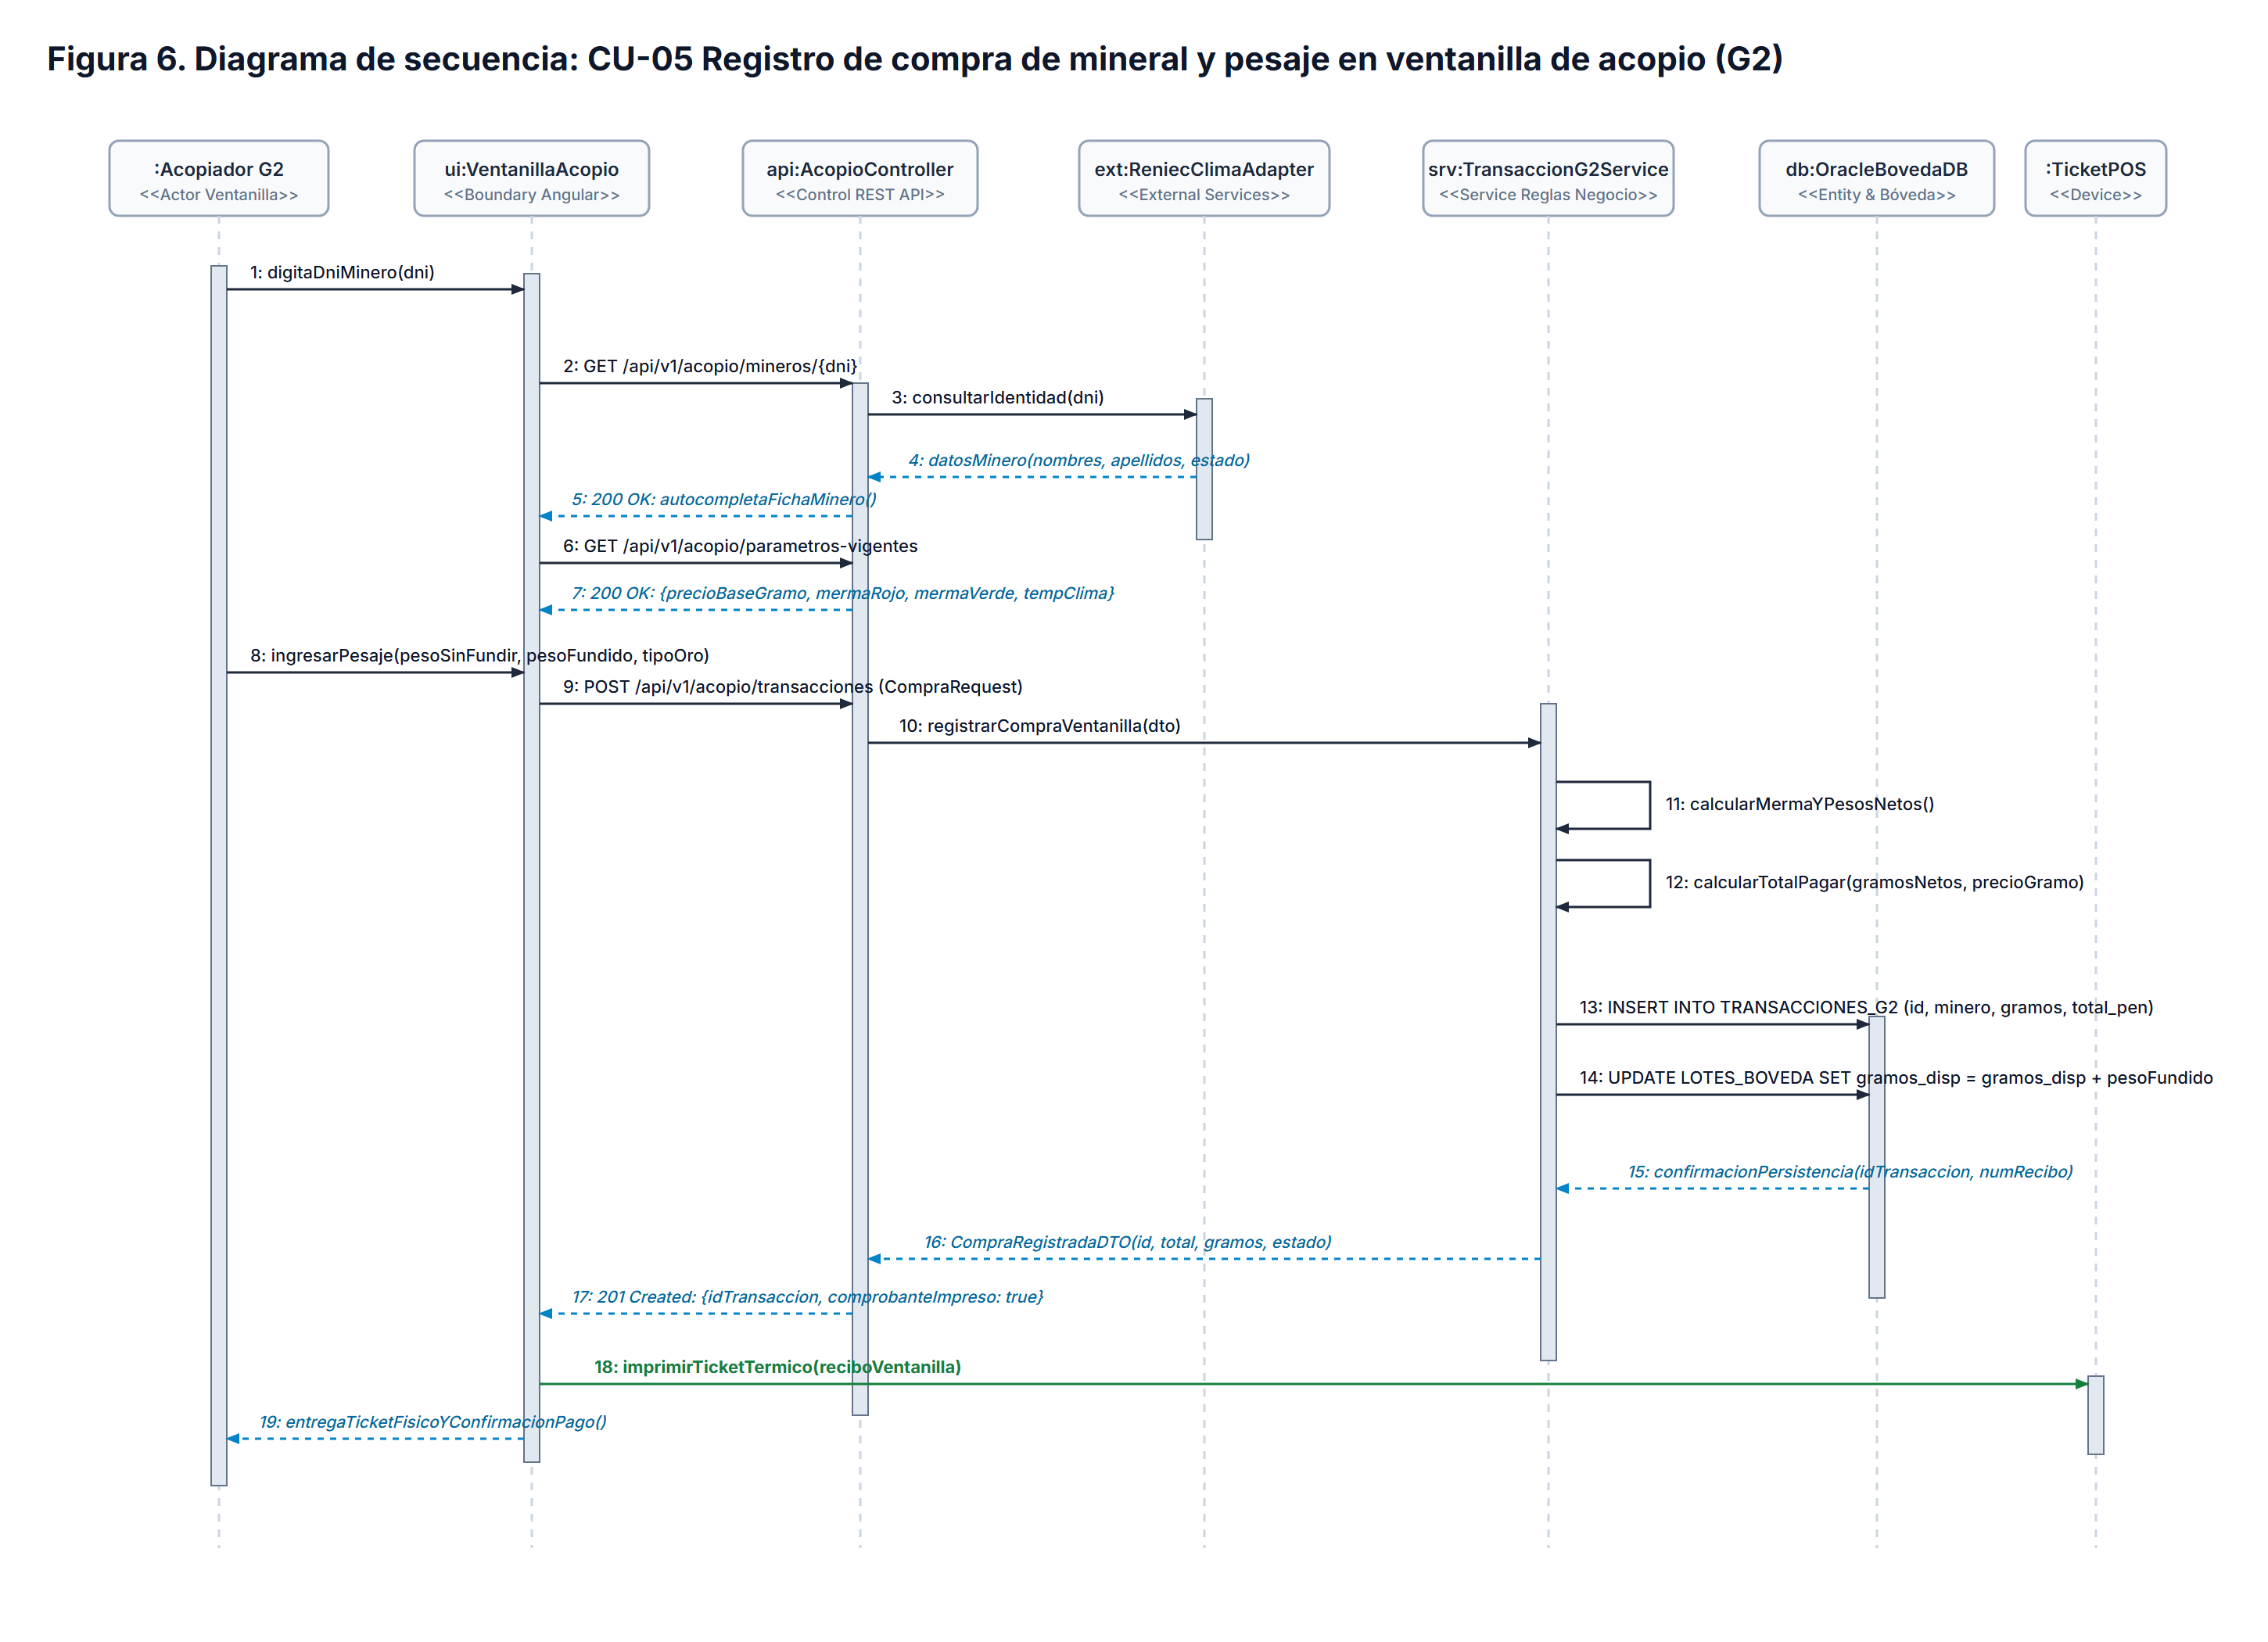 Figura 6. Diagrama de secuencia: CU-05 Registro de compra de mineral y pesaje en ventanilla de acopio (G2)
:Acopiador G2
<<Actor Ventanilla>>
ui:VentanillaAcopio
<<Boundary Angular>>
api:AcopioController
<<Control REST API>>
ext:ReniecClimaAdapter
<<External Services>>
srv:TransaccionG2Service
<<Service Reglas Negocio>>
db:OracleBovedaDB
<<Entity & Bóveda>>
:TicketPOS
<<Device>>
1: digitaDniMinero(dni)
2: GET /api/v1/acopio/mineros/{dni}
3: consultarIdentidad(dni)
4: datosMinero(nombres, apellidos, estado)
5: 200 OK: autocompletaFichaMinero()
6: GET /api/v1/acopio/parametros-vigentes
7: 200 OK: {precioBaseGramo, mermaRojo, mermaVerde, tempClima}
8: ingresarPesaje(pesoSinFundir, pesoFundido, tipoOro)
9: POST /api/v1/acopio/transacciones (CompraRequest)
10: registrarCompraVentanilla(dto)
11: calcularMermaYPesosNetos()
12: calcularTotalPagar(gramosNetos, precioGramo)
13: INSERT INTO TRANSACCIONES_G2 (id, minero, gramos, total_pen)
14: UPDATE LOTES_BOVEDA SET gramos_disp = gramos_disp + pesoFundido
15: confirmacionPersistencia(idTransaccion, numRecibo)
16: CompraRegistradaDTO(id, total, gramos, estado)
17: 201 Created: {idTransaccion, comprobanteImpreso: true}
18: imprimirTicketTermico(reciboVentanilla)
19: entregaTicketFisicoYConfirmacionPago()